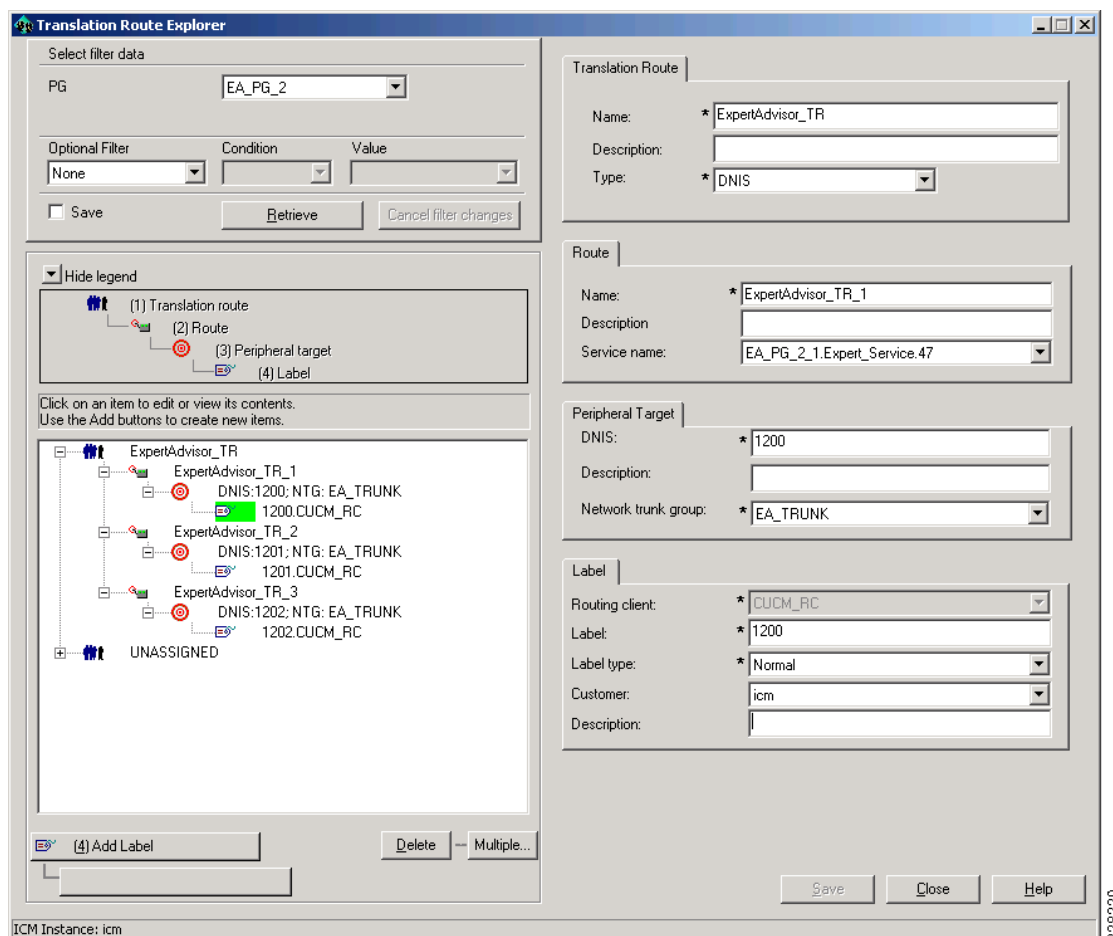 Translation Route Explorer
Select filter data
PG EA_PG_2
Optional Filter Condition Value
None
Save Retrieve Cancel filter changes
Hide legend
(1) Translation route
(2) Route
(3) Peripheral target
(4) Label
Click on an item to edit or view its contents.
Use the Add buttons to create new items.
ExpertAdvisor_TR
ExpertAdvisor_TR_1
DNIS:1200; NTG: EA_TRUNK
1200.CUCM_RC
ExpertAdvisor_TR_2
DNIS:1201; NTG: EA_TRUNK
1201.CUCM_RC
ExpertAdvisor_TR_3
DNIS:1202; NTG: EA_TRUNK
1202.CUCM_RC
UNASSIGNED
(4) Add Label Delete Multiple...
Translation Route
Name: * ExpertAdvisor_TR
Description:
Type: * DNIS
Route
Name: * ExpertAdvisor_TR_1
Description
Service name: EA_PG_2_1.Expert_Service.47
Peripheral Target
DNIS: * 1200
Description:
Network trunk group: * EA_TRUNK
Label
Routing client: * CUCM_RC
Label: * 1200
Label type: * Normal
Customer: icm
Description:
Save Close Help
ICM Instance: icm